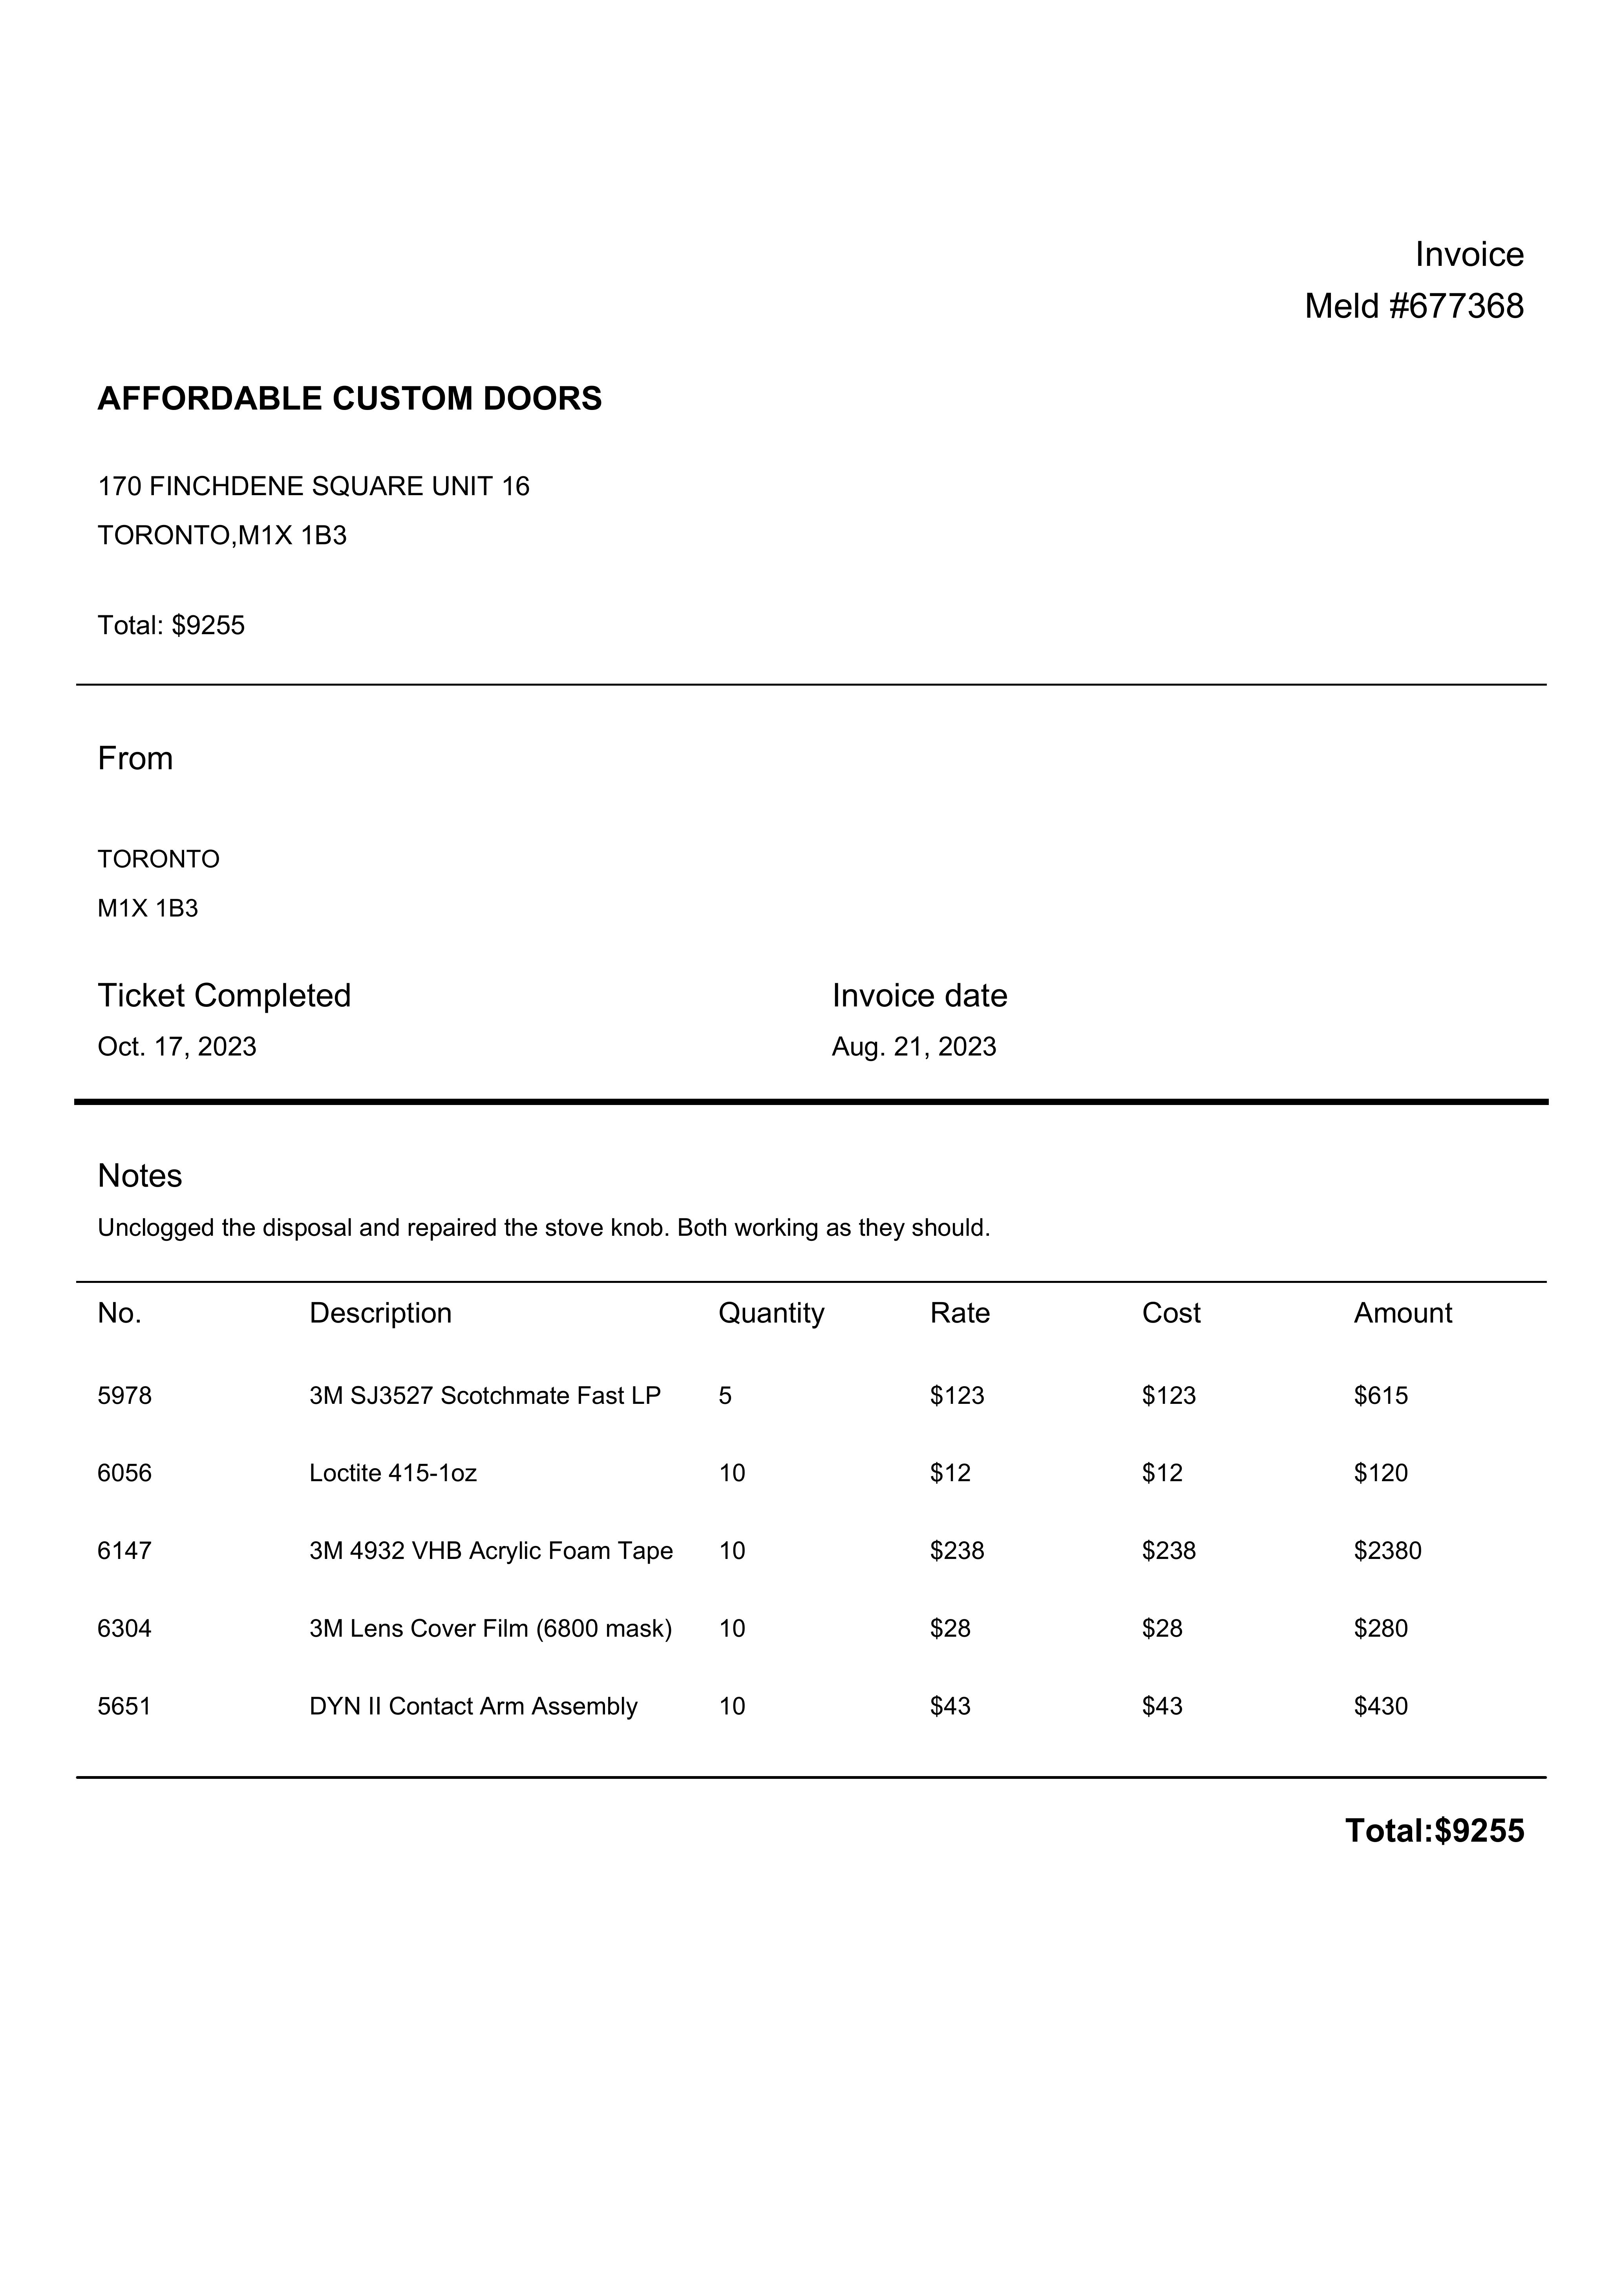 Invoice
Meld #677368
AFFORDABLE CUSTOM DOORS
170 FINCHDENE SQUARE UNIT 16
TORONTO,M1X 1B3
Total: $9255
From
TORONTO
M1X 1B3
Ticket Completed Invoice date
Oct. 17, 2023 Aug. 21, 2023
Notes
Unclogged the disposal and repaired the stove knob. Both working as they should.
No. Description Quantity Rate Cost Amount
5978 3M SJ3527 Scotchmate Fast LP 5 $123 $123 $615
6056 Loctite 415-1oz 10 $12 $12 $120
6147 3M 4932 VHB Acrylic Foam Tape 10 $238 $238 $2380
6304 3M Lens Cover Film (6800 mask) 10 $28 $28 $280
5651 DYN II Contact Arm Assembly 10 $43 $43 $430
Total:$9255